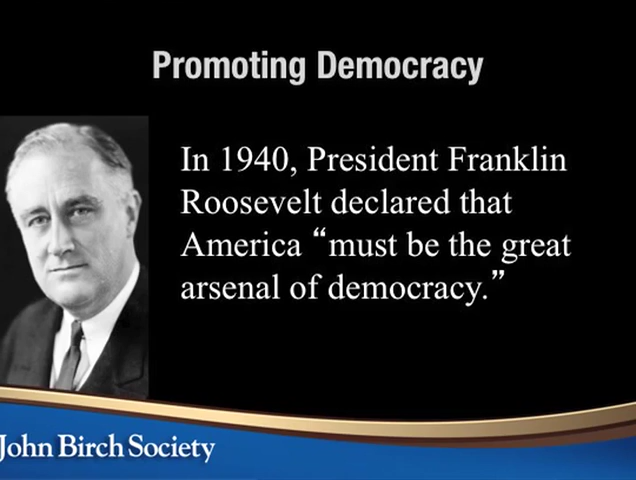 Promoting Democracy
In 1940, President Franklin
Roosevelt declared that
America “must be the great
arsenal of democracy.”
John Birch Society